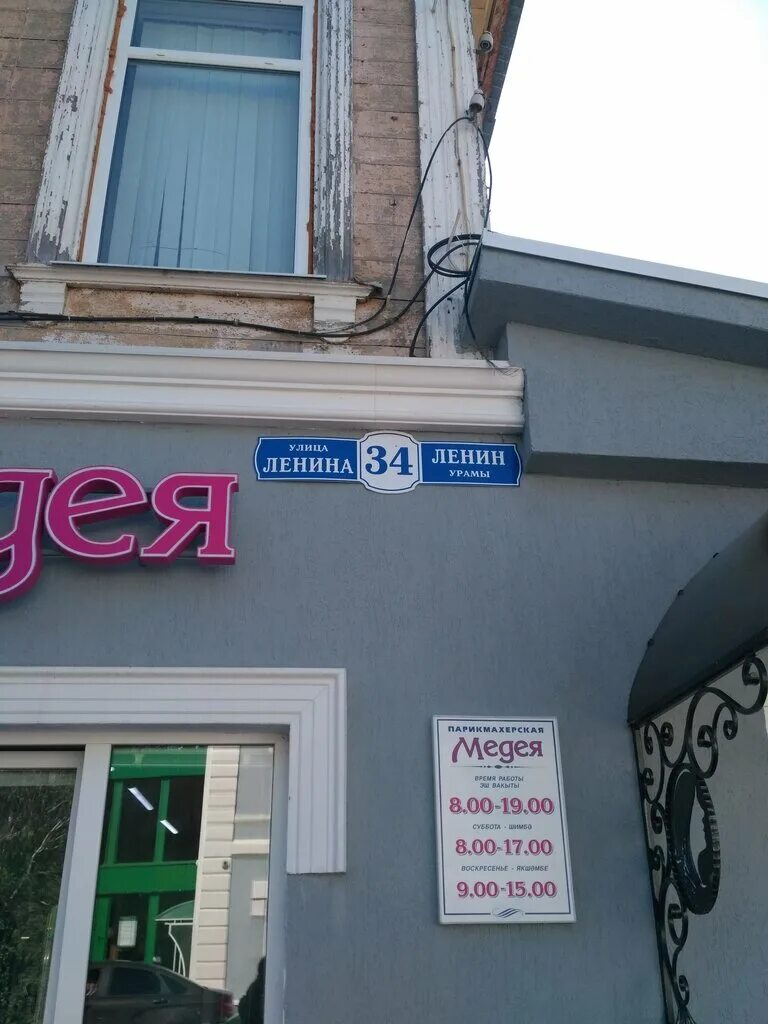 УЛИЦА
ЛЕНИНА
34
ЛЕНИН
УРАМЫ
дея
ПАРИКМАХЕРСКАЯ
Медея
ВРЕМЯ РАБОТЫ
ЭШ ВАКЫТЫ
8.00-19.00
СУББОТА - ШИМБӘ
8.00-17.00
ВОСКРЕСЕНЬЕ - ЯКШӘМБЕ
9.00-15.00